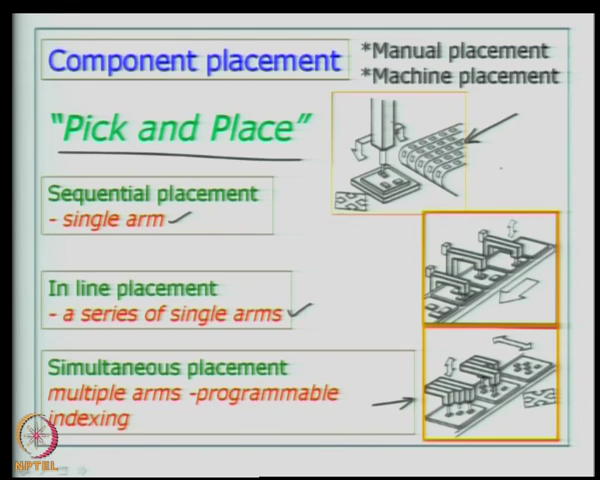 Component placement
*Manual placement
*Machine placement
“Pick and Place”
Sequential placement
- single arm
In line placement
- a series of single arms
Simultaneous placement
multiple arms -programmable
indexing
NPTEL